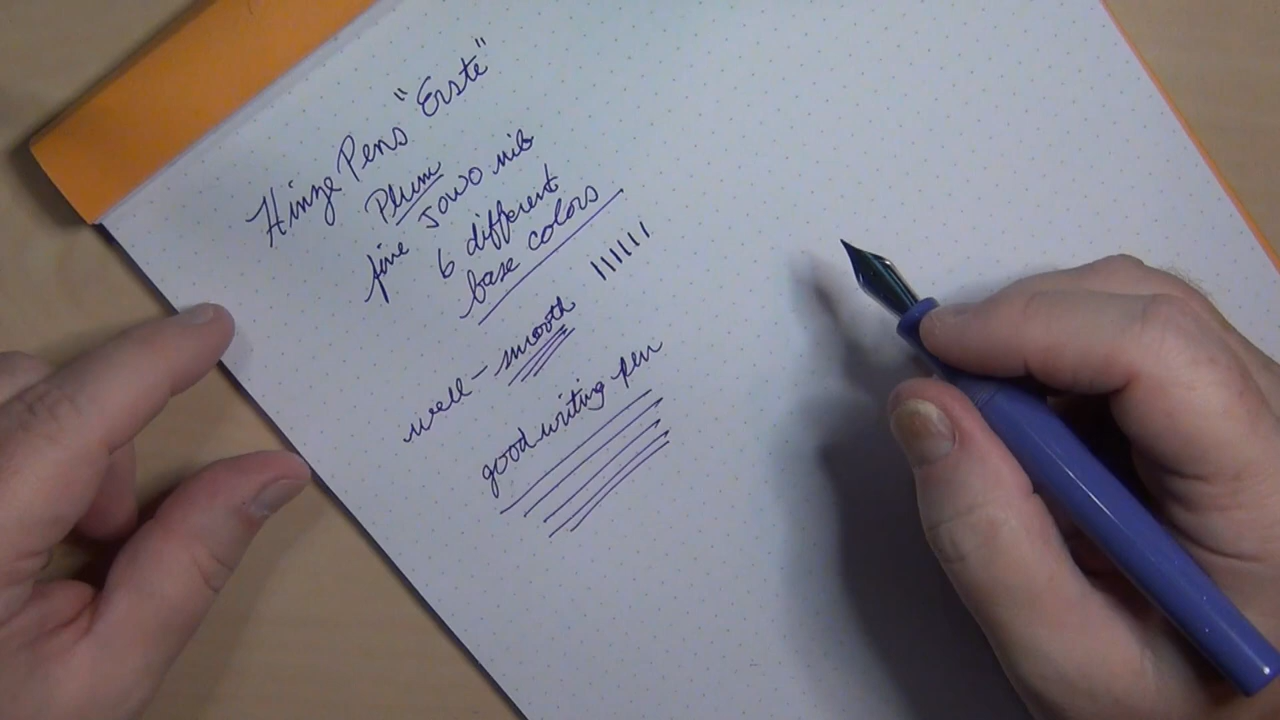 Hinze Pens "Erste"
Plum
fine JOWO nib
6 different
base colors
well-smooth
good writing pen